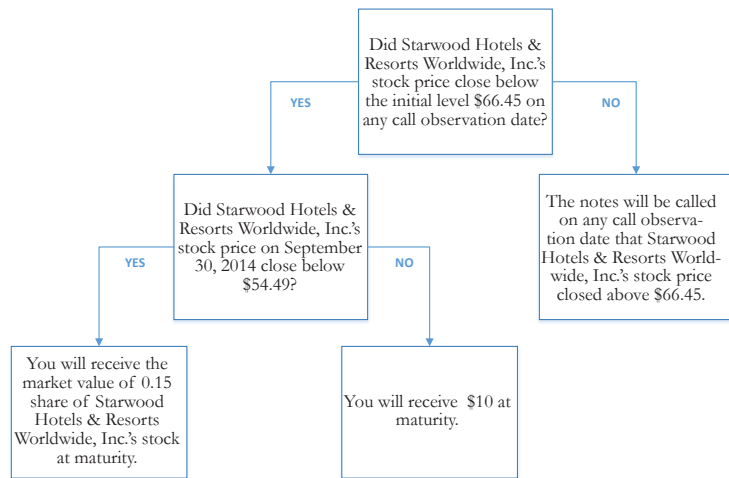 Did Starwood Hotels &
Resorts Worldwide, Inc.'s
stock price close below
the initial level $66.45 on
any call observation date?
YES
NO
Did Starwood Hotels &
Resorts Worldwide, Inc.'s
stock price on September
30, 2014 close below
$54.49?
The notes will be called
on any call observa-
tion date that Starwood
Hotels & Resorts World-
wide, Inc.'s stock price
closed above $66.45.
YES
NO
You will receive the
market value of 0.15
share of Starwood
Hotels & Resorts
Worldwide, Inc.'s stock
at maturity.
You will receive $10 at
maturity.